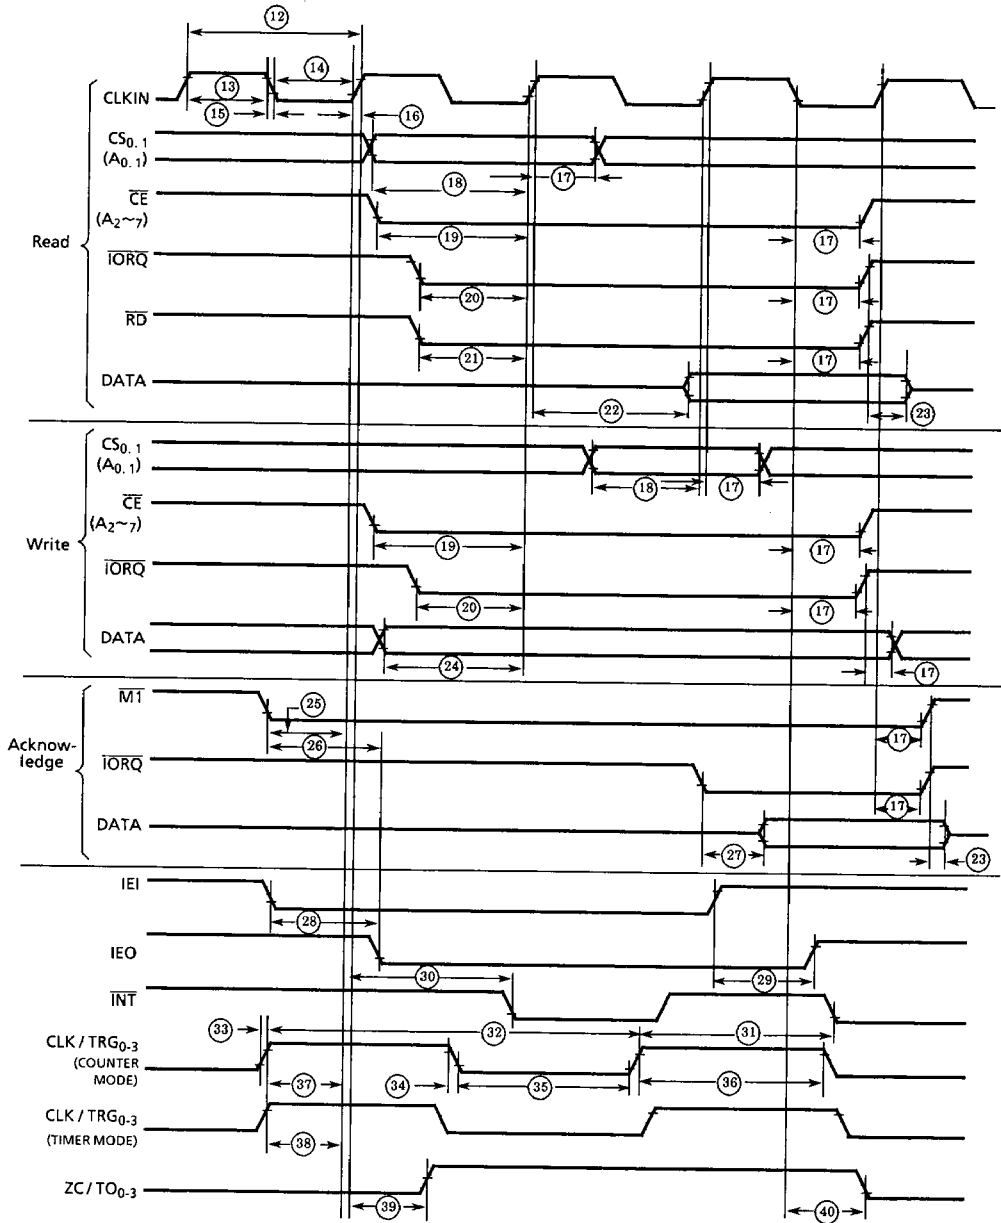 12
14
13
CLKIN
15
16
CS0, 1
(A0, 1)
17
18
CE
(A2~7)
19
17
Read
IORQ
20
17
RD
21
17
DATA
22
23
CS0, 1
(A0, 1)
18
17
CE
(A2~7)
19
17
Write
IORQ
20
17
DATA
24
17
M1
25
26
17
Acknow-
ledge
IORQ
17
DATA
27
23
IEI
28
IEO
30
29
INT
33
32
31
CLK / TRG0-3
(COUNTER
MODE)
37
34
35
36
CLK / TRG0-3
(TIMER MODE)
38
ZC / TO0-3
39
40